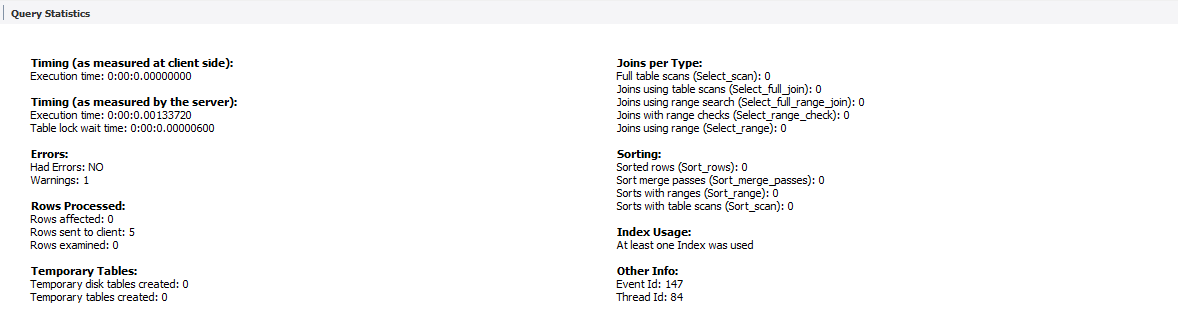 Query Statistics
Timing (as measured at client side):
Execution time: 0:00:0.00000000
Timing (as measured by the server):
Execution time: 0:00:0.00133720
Table lock wait time: 0:00:0.00000600
Errors:
Had Errors: NO
Warnings: 1
Rows Processed:
Rows affected: 0
Rows sent to client: 5
Rows examined: 0
Temporary Tables:
Temporary disk tables created: 0
Temporary tables created: 0
Joins per Type:
Full table scans (Select_scan): 0
Joins using table scans (Select_full_join): 0
Joins using range search (Select_full_range_join): 0
Joins with range checks (Select_range_check): 0
Joins using range (Select_range): 0
Sorting:
Sorted rows (Sort_rows): 0
Sort merge passes (Sort_merge_passes): 0
Sorts with ranges (Sort_range): 0
Sorts with table scans (Sort_scan): 0
Index Usage:
At least one Index was used
Other Info:
Event Id: 147
Thread Id: 84